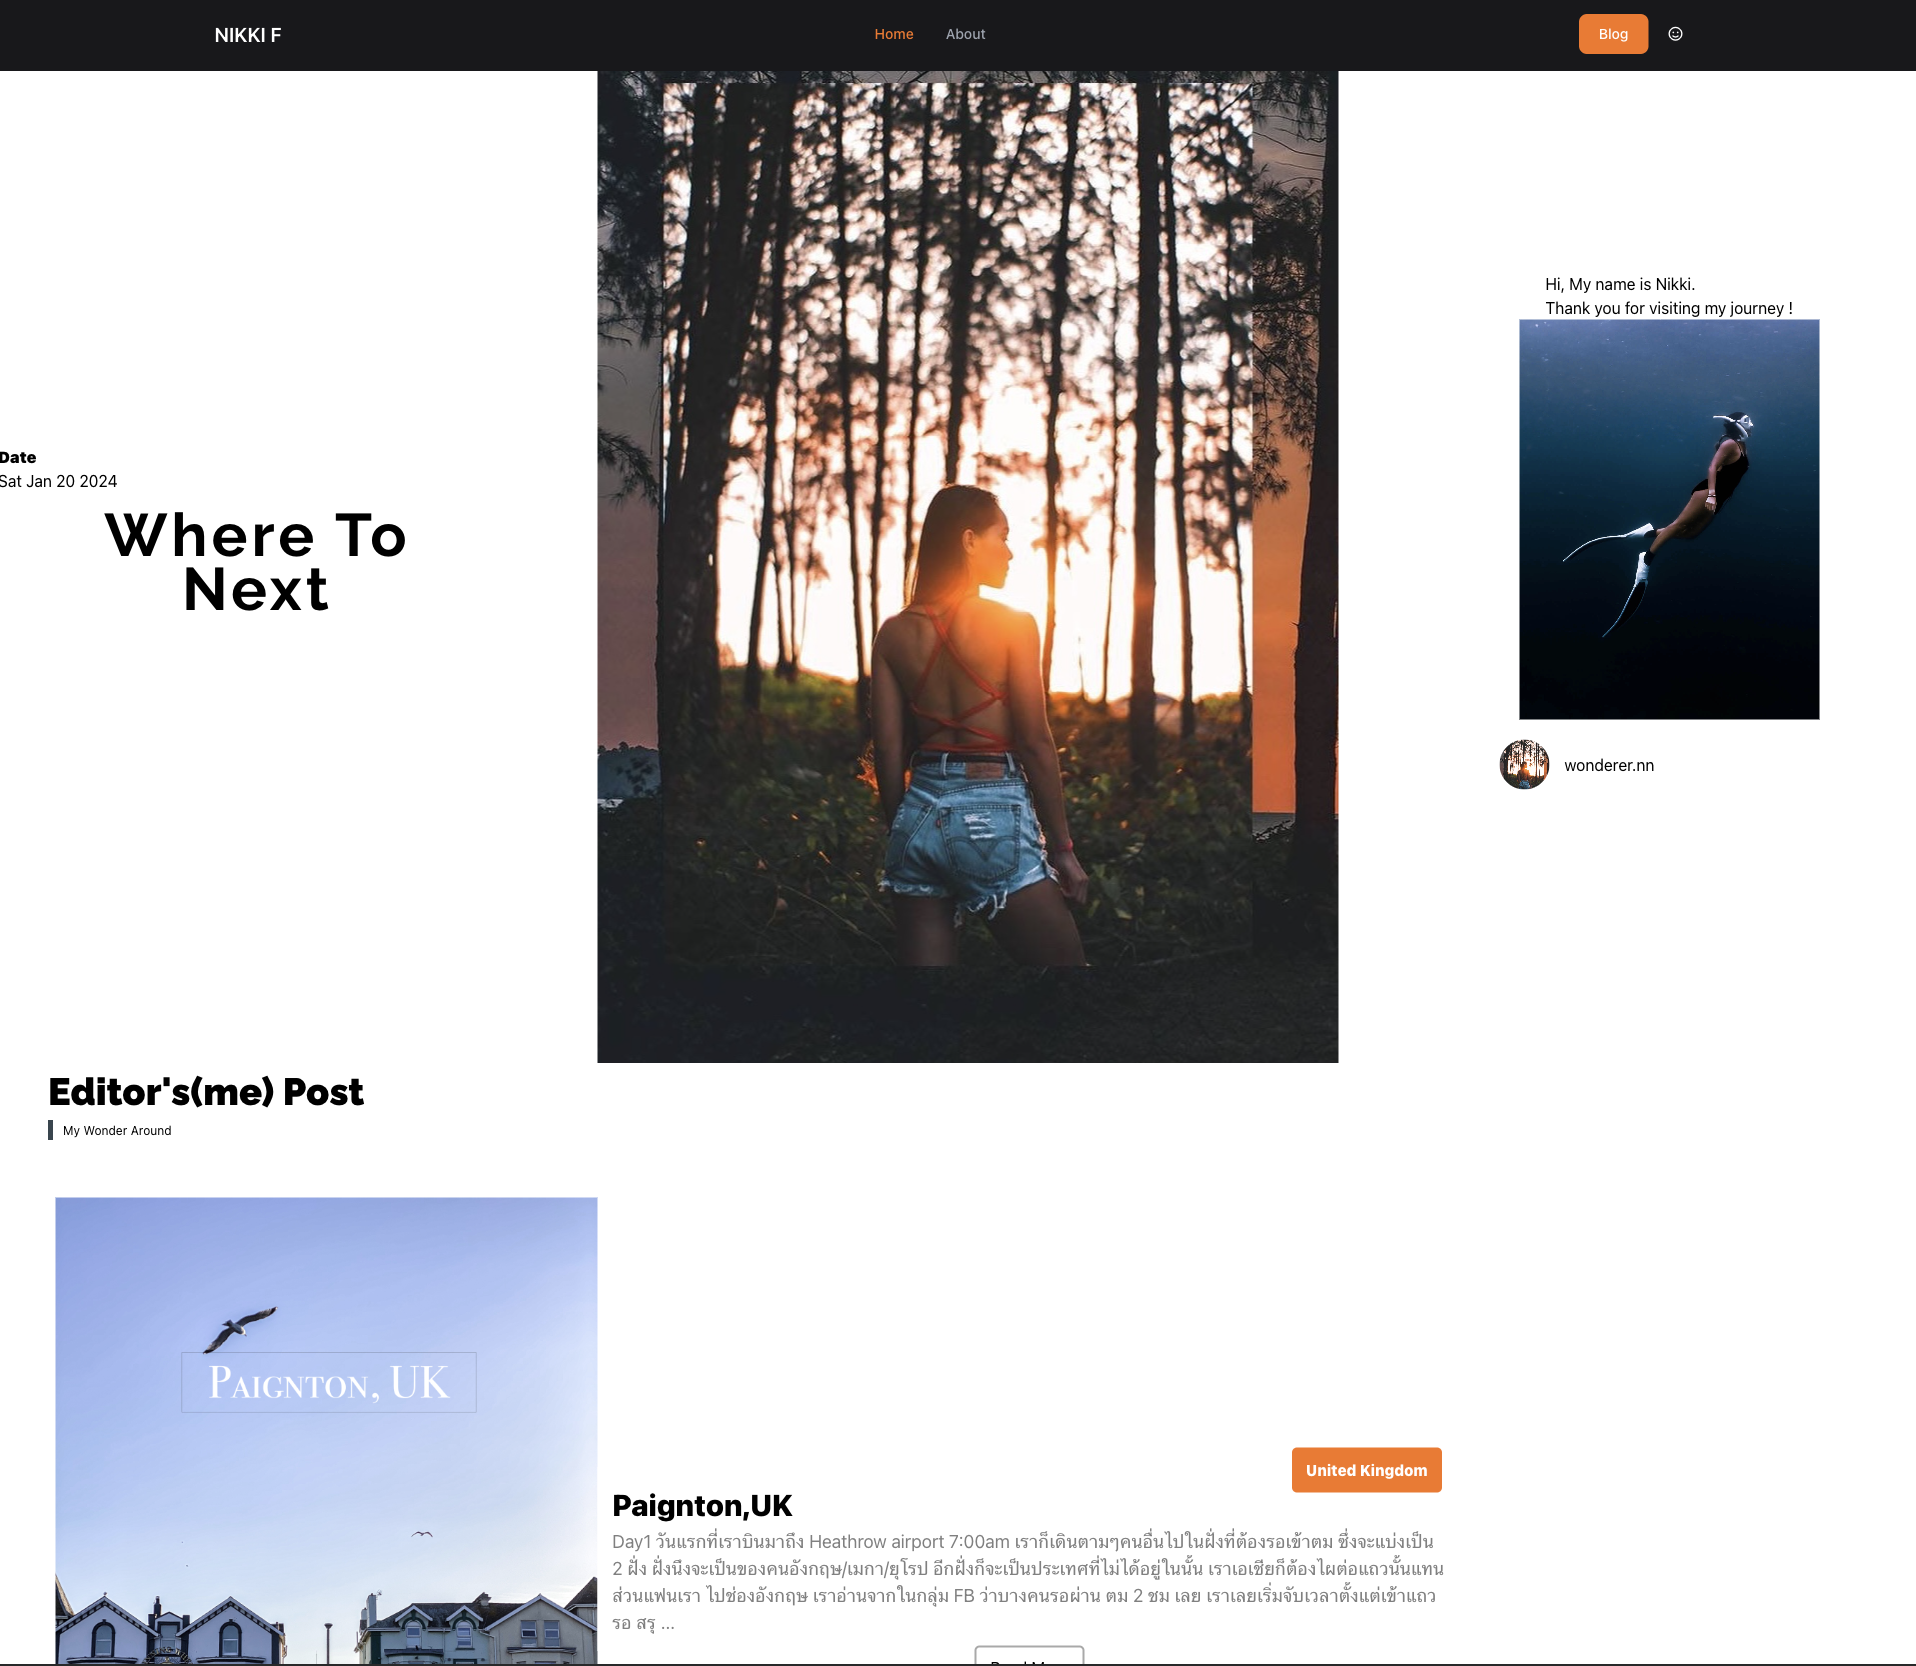 NIKKI F
Home
About
Blog
Hi, My name is Nikki.
Thank you for visiting my journey !
Date
Sat Jan 20 2024
Where To
Next
wonderer.nn
Editor's(me) Post
My Wonder Around
PAIGNTON, UK
United Kingdom
Paignton,UK
Day1 วันแรกที่เราบินมาถึง Heathrow airport 7:00am เราก็เดินตามๆคนอื่นไปในฝั่งที่ต้องรอเข้าตม ซึ่งจะแบ่งเป็น
2 ฝั่ง ฝั่งนึงจะเป็นของคนอังกฤษ/เมกา/ยุโรป อีกฝั่งก็จะเป็นประเทศที่ไม่ได้อยู่ในนั้น เราเอเชียก็ต้องไผต่อแถวนั้นแทน
ส่วนแฟนเรา ไปช่องอังกฤษ เราอ่านจากในกลุ่ม FB ว่าบางคนรอผ่าน ตม 2 ชม เลย เราเลยเริ่มจับเวลาตั้งแต่เข้าแถว
รอ สรุ ...